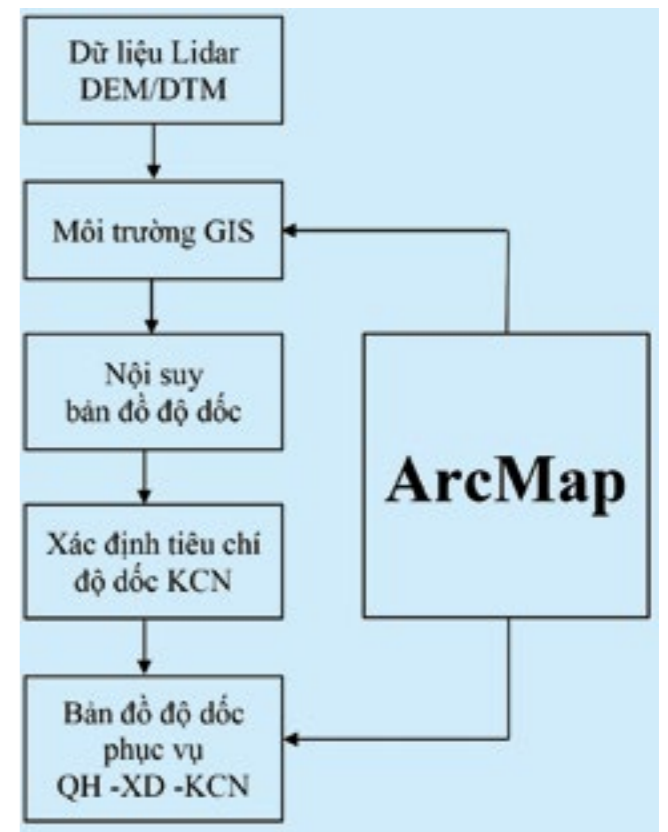 Dữ liệu Lidar
DEM/DTM
Môi trường GIS
Nội suy
bản đồ độ dốc
ArcMap
Xác định tiêu chí
độ dốc KCN
Bản đồ độ dốc
phục vụ
QH -XD -KCN